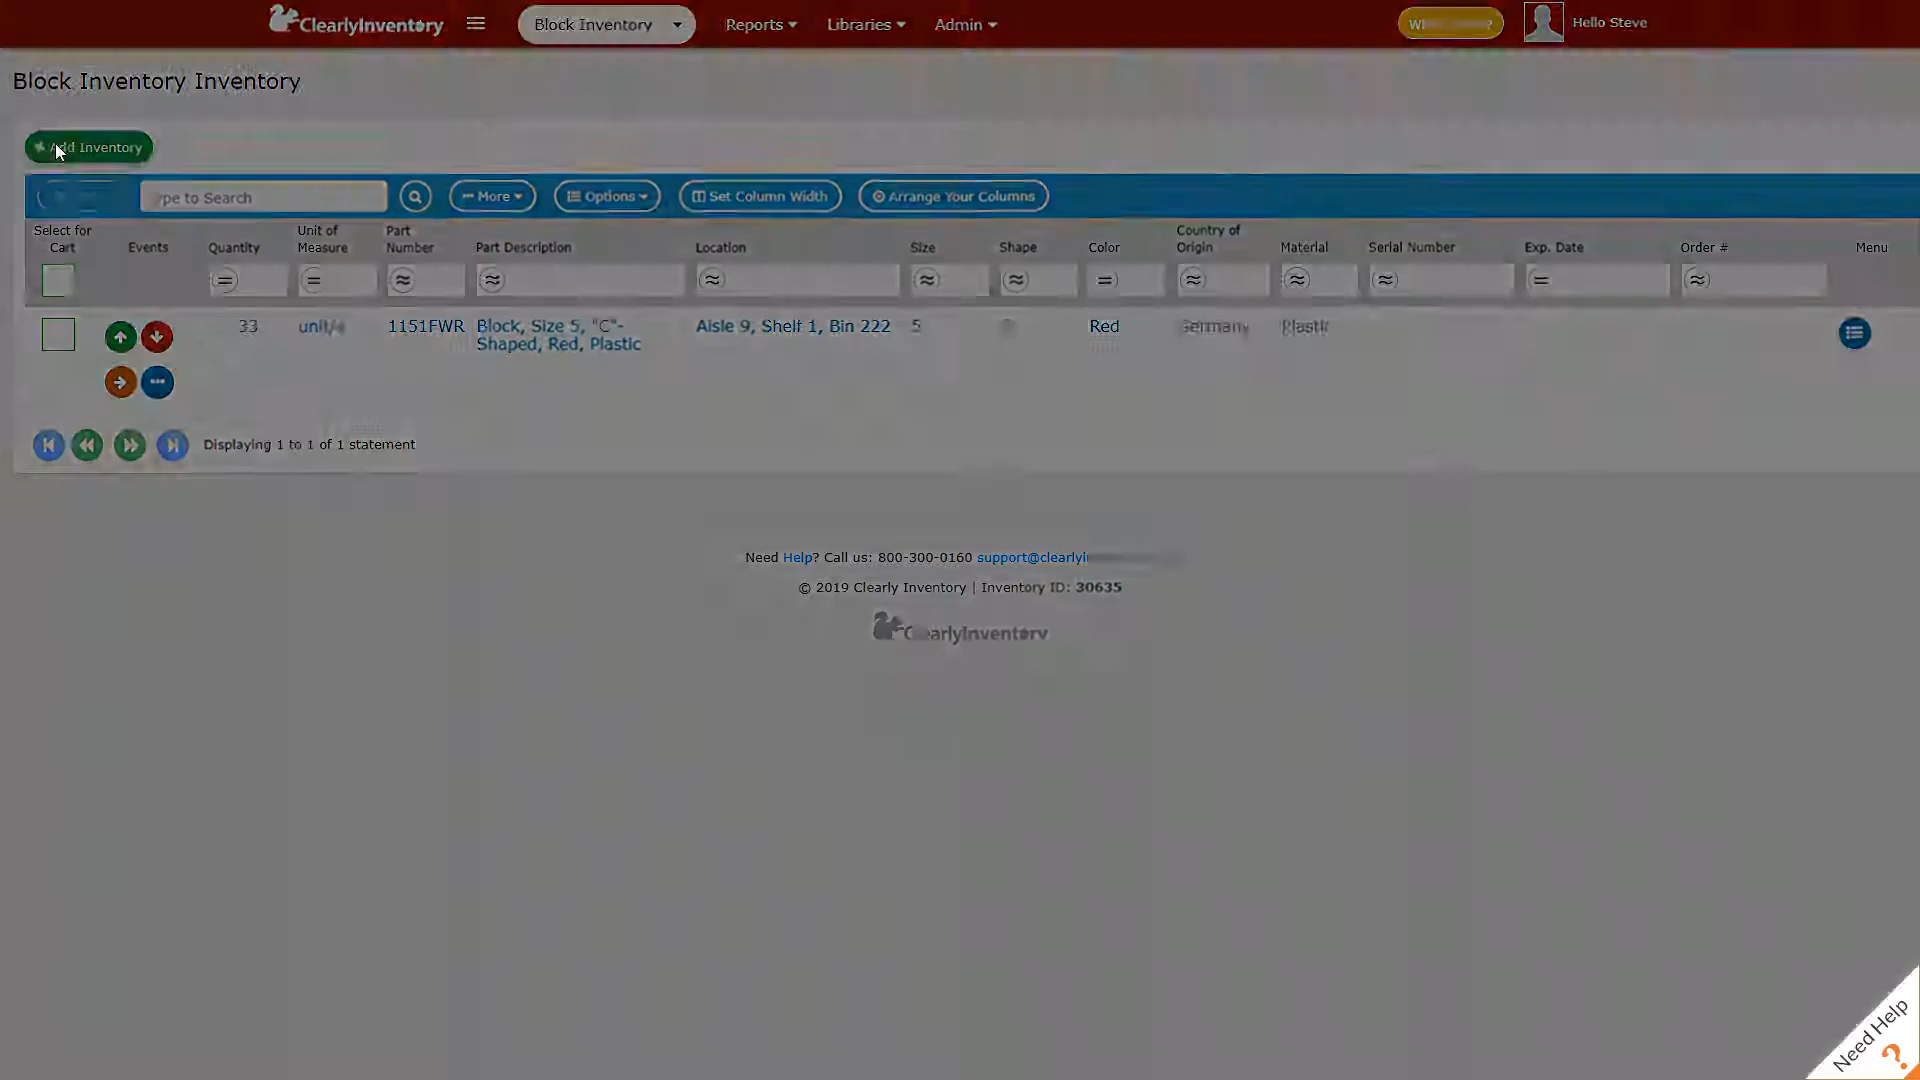 ClearlyInventory
Block Inventory
Reports
Libraries
Admin
Hello Steve
Block Inventory Inventory
Add Inventory
to Search
More
Options
Set Column Width
Arrange Your Columns
Select for Cart
Events
Quantity
Unit of Measure
Part Number
Part Description
Location
Size
Shape
Color
Country of Origin
Material
Serial Number
Exp. Date
Order #
Menu
33
1151FWR
Block, Size 5, "C"-
Shaped, Red, Plastic
Aisle 9, Shelf 1, Bin 222
5
Red
Germany
Plastic
Displaying 1 to 1 of 1 statement
Need Help? Call us: 800-300-0160
© 2019 Clearly Inventory | Inventory ID: 30635
ClearlyInventory
Need Help
?